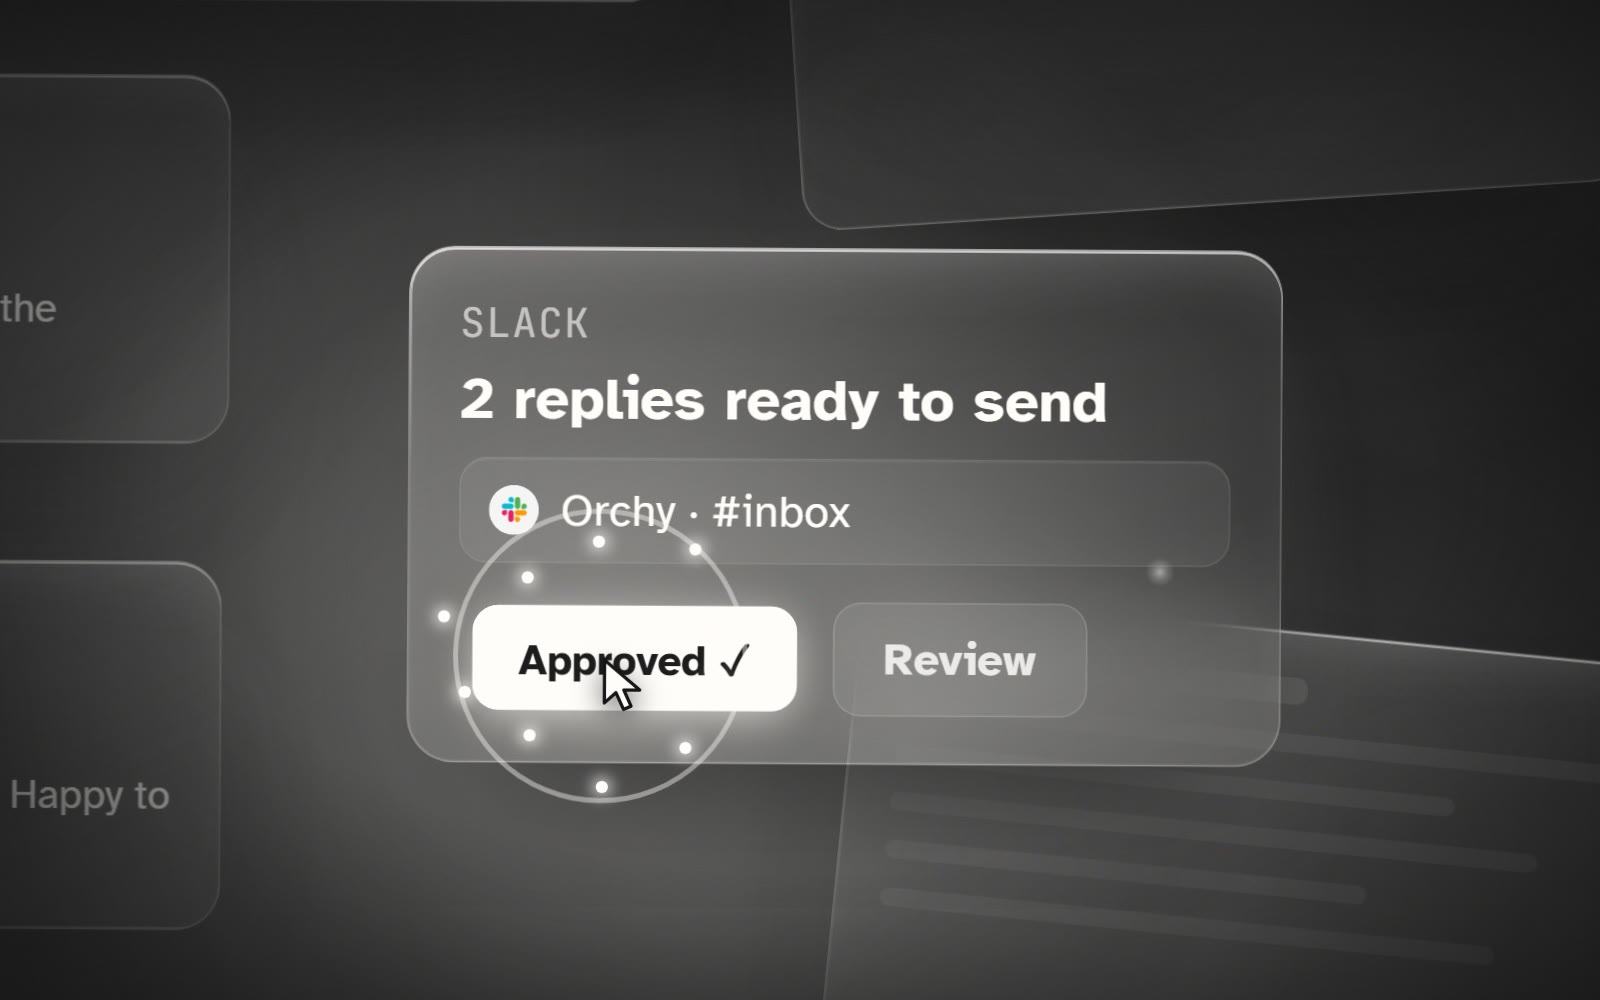 the
SLACK
2 replies ready to send
Orchy · #inbox
Approved ✓
Review
Happy to